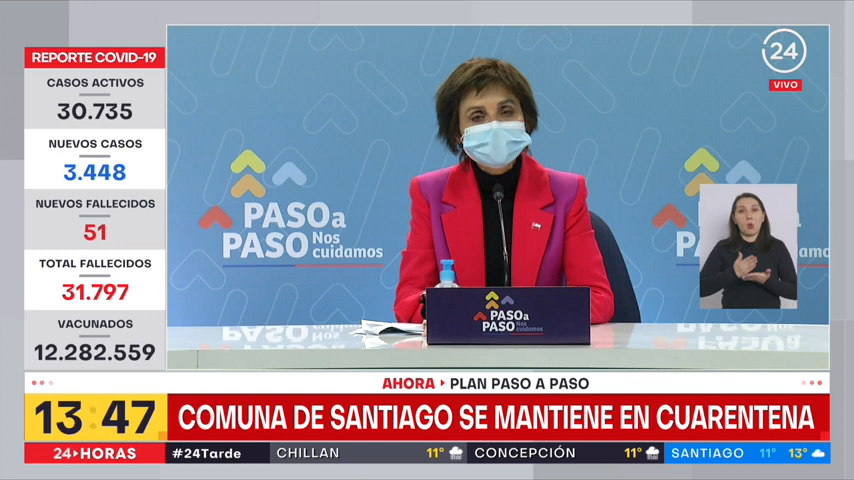 REPORTE COVID-19
CASOS ACTIVOS
30.735
NUEVOS CASOS
3.448
NUEVOS FALLECIDOS
51
TOTAL FALLECIDOS
31.797
VACUNADOS
12.282.559
24
VIVO
PASO a
PASO Nos
cuidamos
PASO a
PASO Nos
PASO a
PASO Nos
cuidamos
AHORA PLAN PASO A PASO
13:47
COMUNA DE SANTIAGO SE MANTIENE EN CUARENTENA
24 HORAS #24Tarde CHILLAN 11° CONCEPCIÓN 11° SANTIAGO 11° 13°